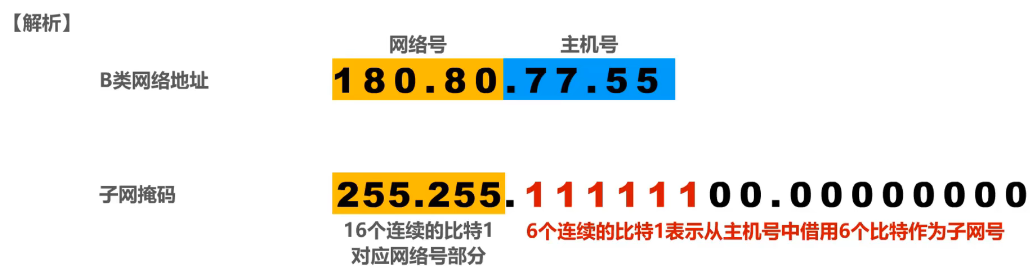 【解析】
网络号 主机号
B类网络地址 180.80.77.55
子网掩码 255.255.11111100.00000000
16个连续的比特1 6个连续的比特1表示从主机号中借用6个比特作为子网号
对应网络号部分